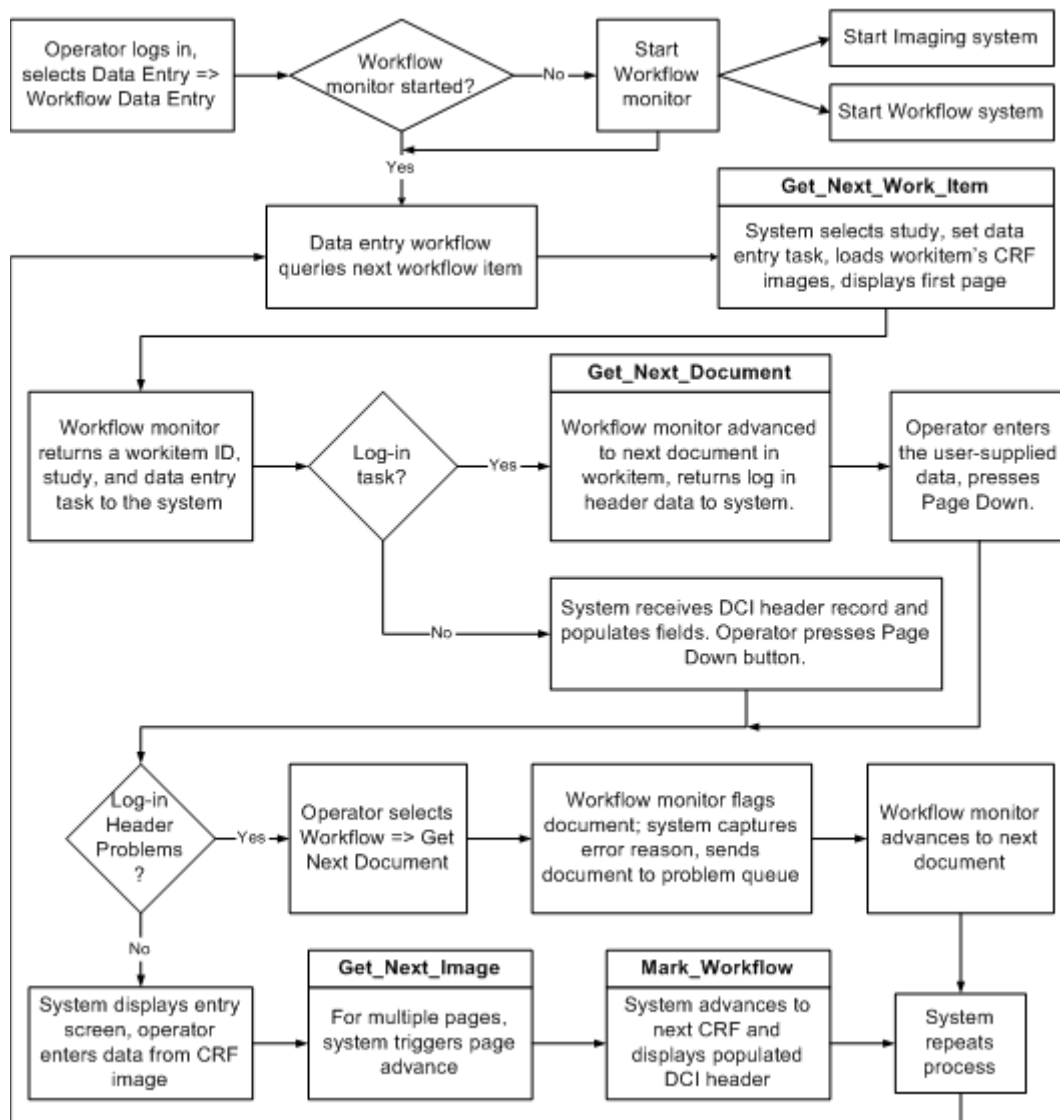 Operator logs in,
selects Data Entry =>
Workflow Data Entry
Workflow
monitor started?
No
Start
Workflow
monitor
Start Imaging system
Start Workflow system
Yes
Data entry workflow
queries next workflow item
Get_Next_Work_Item
System selects study, set data
entry task, loads workitem's CRF
images, displays first page
Workflow monitor
returns a workitem ID,
study, and data entry
task to the system
Log-in
task?
Yes
Get_Next_Document
Workflow monitor advanced
to next document in
workitem, returns log in
header data to system.
Operator enters
the user-supplied
data, presses
Page Down.
No
System receives DCI header record and
populates fields. Operator presses Page
Down button.
Log-in
Header
Problems
?
Yes
Operator selects
Workflow => Get
Next Document
Workflow monitor flags
document; system captures
error reason, sends
document to problem queue
Workflow monitor
advances to next
document
No
System displays entry
screen, operator
enters data from CRF
image
Get_Next_Image
For multiple pages,
system triggers page
advance
Mark_Workflow
System advances to
next CRF and
displays populated
DCI header
System
repeats
process